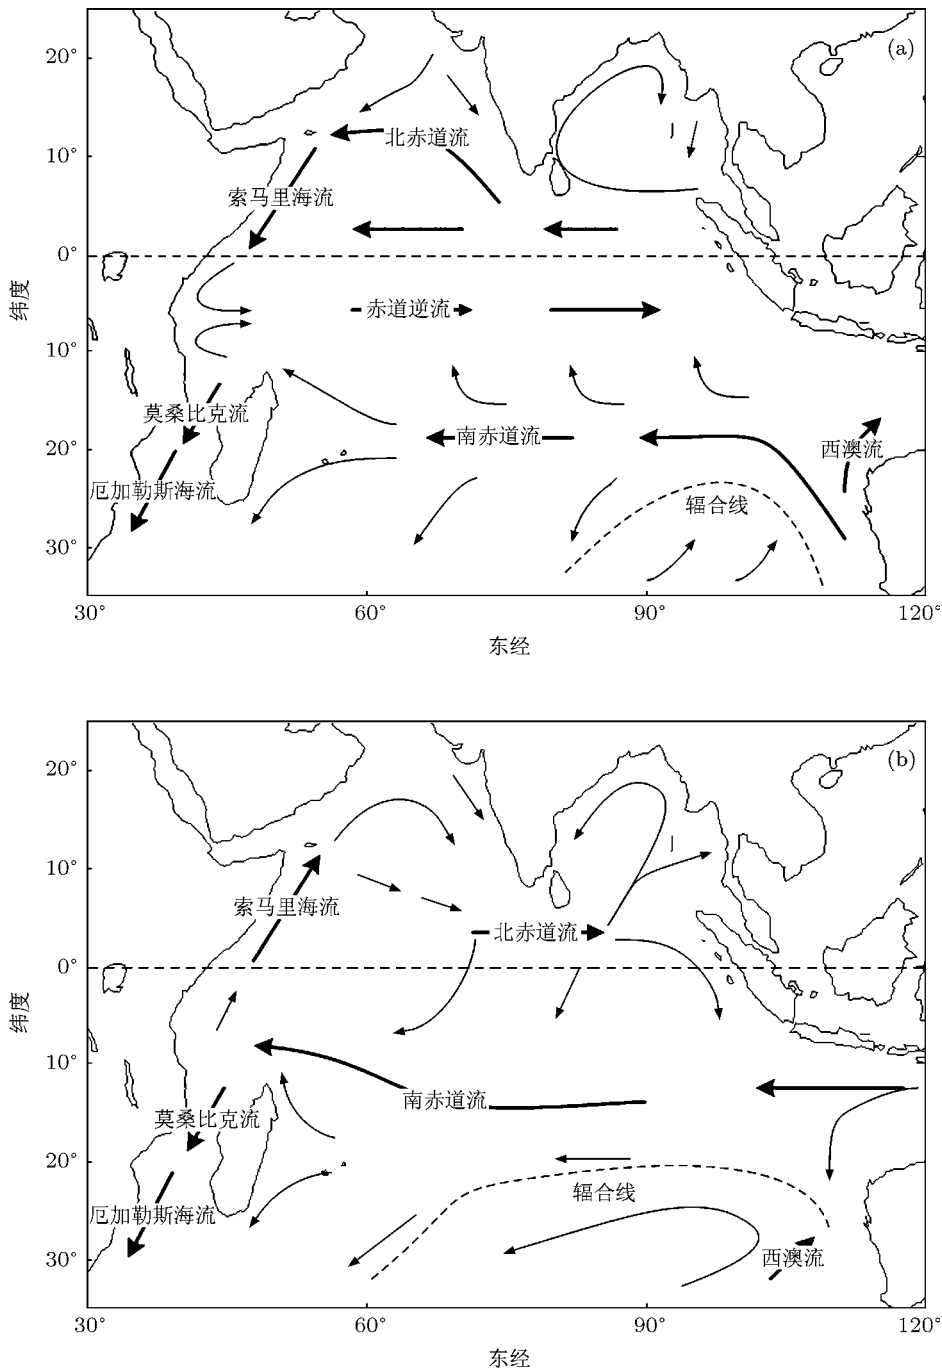 (a)
20°
北赤道流
10°
索马里海流
0°
纬度
赤道逆流
10°
莫桑比克流
南赤道流
西澳流
20°
厄加勒斯海流
辐合线
30°
30° 60° 90° 120°
东经
(b)
20°
10°
索马里海流
北赤道流
0°
纬度
10°
南赤道流
莫桑比克流
20°
辐合线
厄加勒斯海流
30°
西澳流
30° 60° 90° 120°
东经